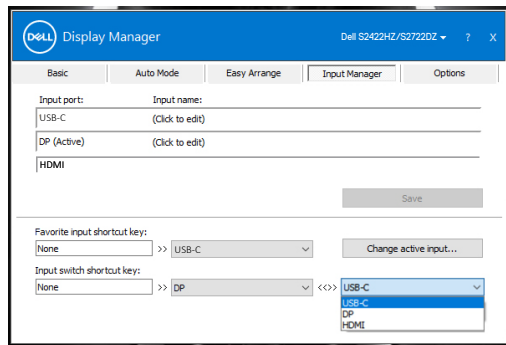 DELL Display Manager Dell S2422HZ/S2722DZ ? X
Basic Auto Mode Easy Arrange Input Manager Options
Input port: Input name:
USB-C (Click to edit)
DP (Active) (Click to edit)
HDMI
Save
Favorite input shortcut key:
None >> USB-C Change active input...
Input switch shortcut key:
None >> DP <<>> USB-C
USB-C
DP
HDMI